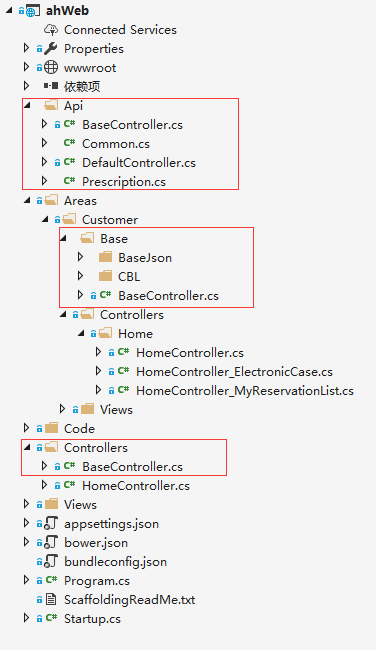 ahWeb
Connected Services
Properties
wwwroot
依赖项
Api
BaseController.cs
Common.cs
DefaultController.cs
Prescription.cs
Areas
Customer
Base
BaseJson
CBL
BaseController.cs
Controllers
Home
HomeController.cs
HomeController_ElectronicCase.cs
HomeController_MyReservationList.cs
Views
Code
Controllers
BaseController.cs
HomeController.cs
Views
appsettings.json
bower.json
bundleconfig.json
Program.cs
ScaffoldingReadMe.txt
Startup.cs